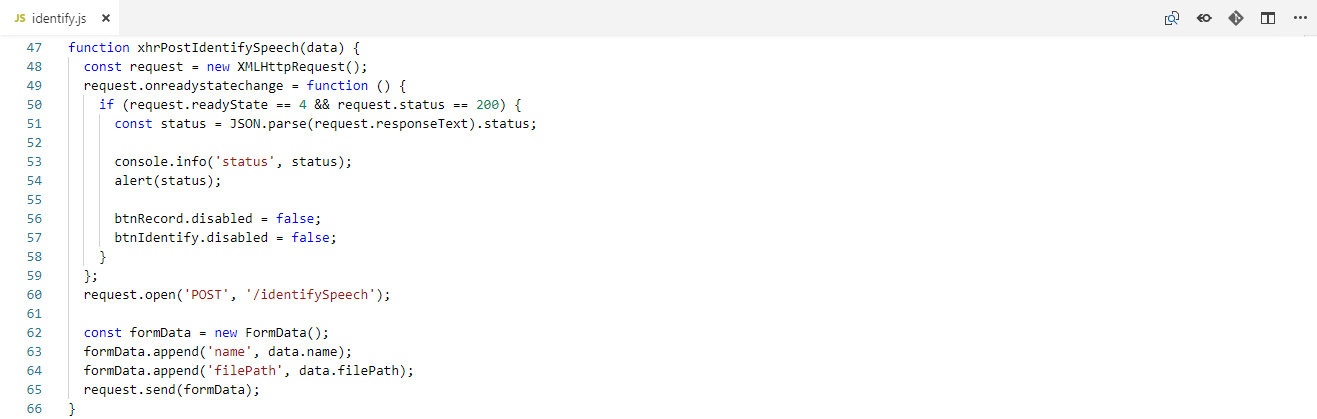 JS identify.js ×
47 function xhrPostIdentifySpeech(data) {
48   const request = new XMLHttpRequest();
49   request.onreadystatechange = function () {
50     if (request.readyState == 4 && request.status == 200) {
51       const status = JSON.parse(request.responseText).status;
52
53       console.info('status', status);
54       alert(status);
55
56       btnRecord.disabled = false;
57       btnIdentify.disabled = false;
58     }
59   };
60   request.open('POST', '/identifySpeech');
61
62   const formData = new FormData();
63   formData.append('name', data.name);
64   formData.append('filePath', data.filePath);
65   request.send(formData);
66 }